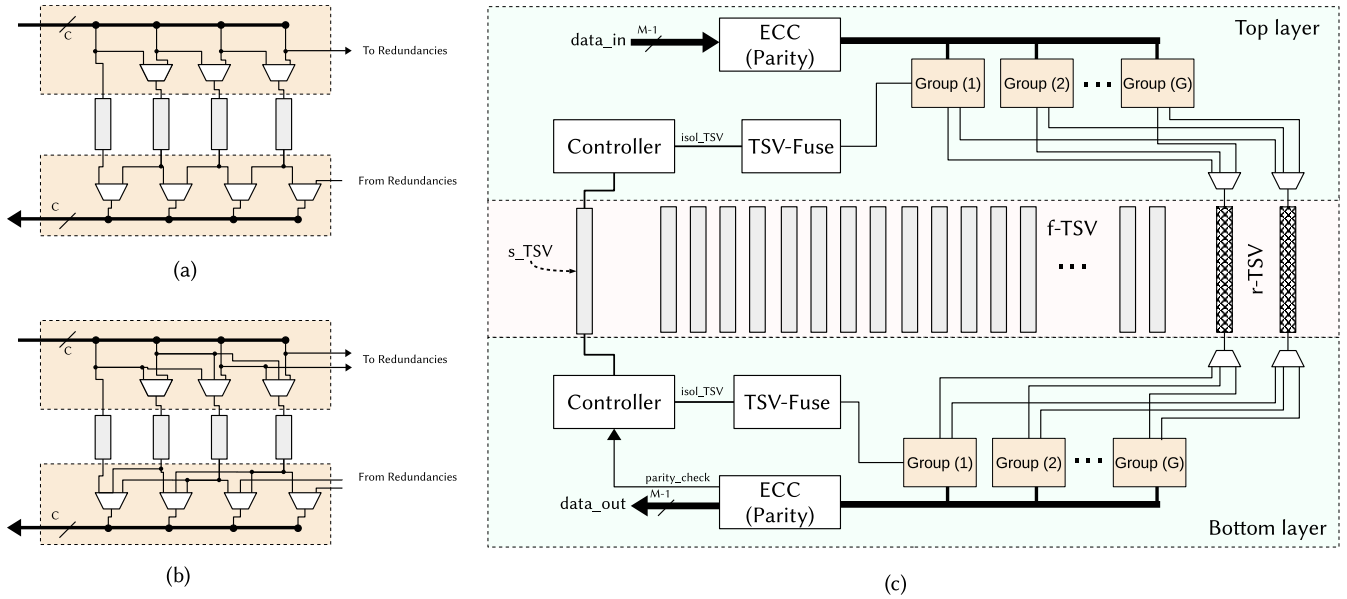 C
To Redundancies
From Redundancies
C
(a)
C
To Redundancies
From Redundancies
C
(b)
Top layer
data_in
M-1
ECC
(Parity)
Group (1)
Group (2)
Group (G)
Controller
isol_TSV
TSV-Fuse
s_TSV
f-TSV
r-TSV
Controller
isol_TSV
TSV-Fuse
Group (1)
Group (2)
Group (G)
parity_check
data_out
M-1
ECC
(Parity)
Bottom layer
(c)